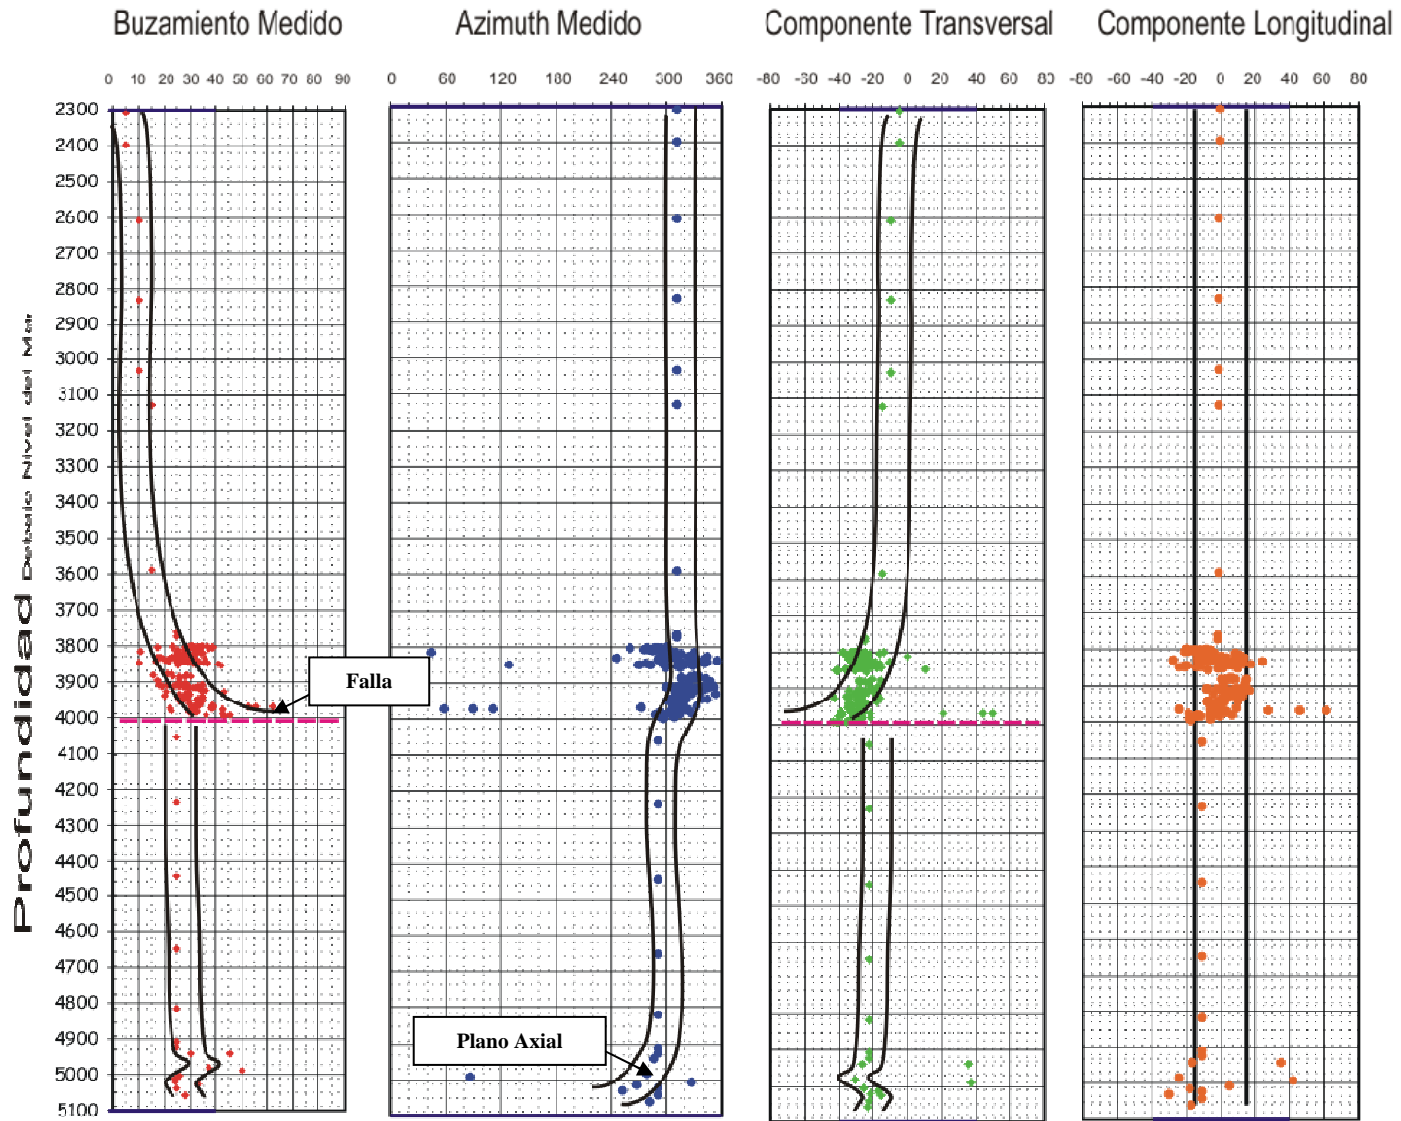 Buzamiento Medido
Azimuth Medido
Componente Transversal
Componente Longitudinal
0 10 20 30 40 50 60 70 80 90
0 60 120 180 240 300 360
-80 -60 -40 -20 0 20 40 60 80
-80 -60 -40 -20 0 20 40 60 80
2300
2400
2500
2600
2700
2800
2900
3000
3100
3200
3300
3400
3500
3600
3700
3800
3900
4000
4100
4200
4300
4400
4500
4600
4700
4800
4900
5000
5100
Profundidad Debajo Nivel del Mar
Falla
Plano Axial